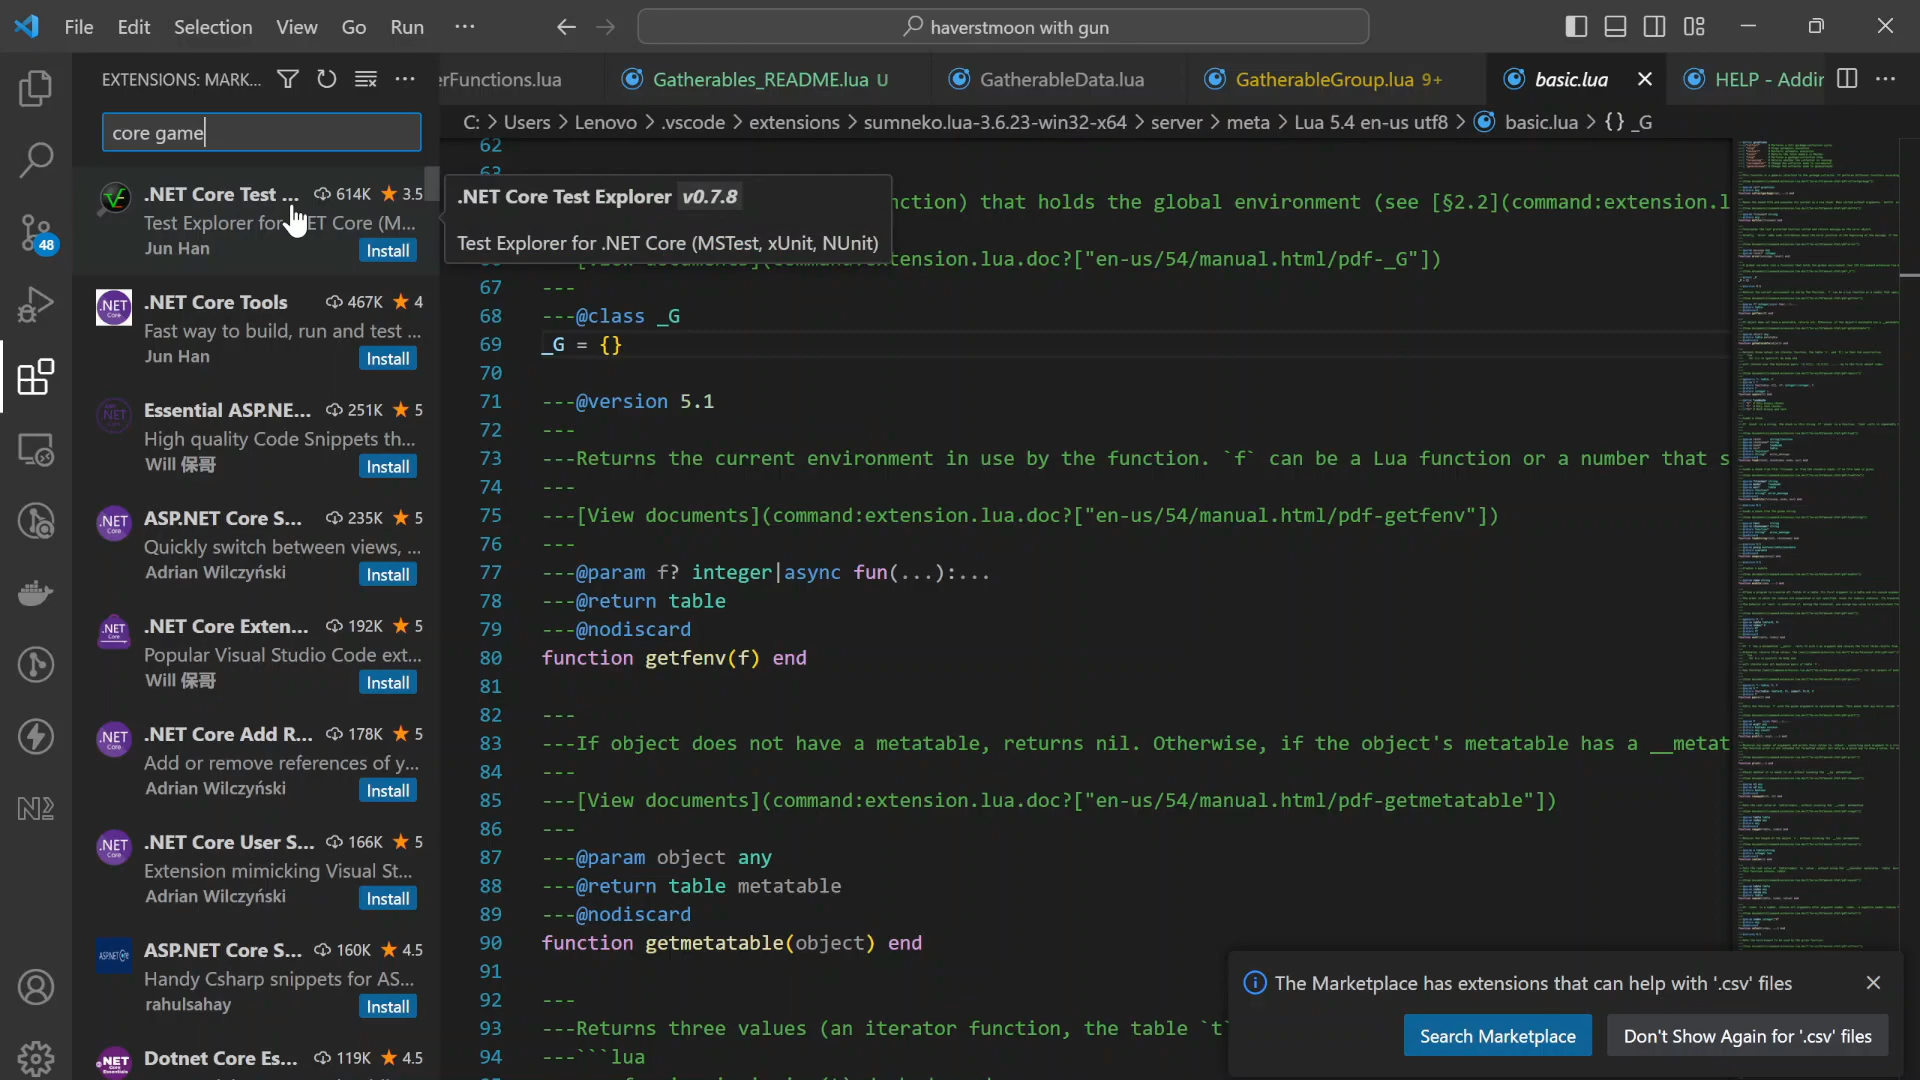 File Edit Selection View Go Run ···
haverstmoon with gun
EXTENSIONS: MARK...
erFunctions.lua
Gatherables_README.lua U
GatherableData.lua
GatherableGroup.lua 9+
basic.lua
HELP - Addir
core game
C: > Users > Lenovo > .vscode > extensions > sumneko.lua-3.6.23-win32-x64 > server > meta > Lua 5.4 en-us utf8 > basic.lua > {} _G
.NET Core Test ... 614K ★ 3.5
Test Explorer for .NET Core (M...
Jun Han
Install
.NET Core Tools 467K ★ 4
Fast way to build, run and test ...
Jun Han
Install
Essential ASP.NE... 251K ★ 5
High quality Code Snippets th...
Will 保哥
Install
ASP.NET Core S... 235K ★ 5
Quickly switch between views, ...
Adrian Wilczyński
Install
.NET Core Exten... 192K ★ 5
Popular Visual Studio Code ext...
Will 保哥
Install
.NET Core Add R... 178K ★ 5
Add or remove references of y...
Adrian Wilczyński
Install
.NET Core User S... 166K ★ 5
Extension mimicking Visual St...
Adrian Wilczyński
Install
ASP.NET Core S... 160K ★ 4.5
Handy Csharp snippets for AS...
rahulsahay
Install
Dotnet Core Es... 119K ★ 4.5
48
.NET Core Test Explorer v0.7.8
Test Explorer for .NET Core (MSTest, xUnit, NUnit)
62
63
nction) that holds the global environment (see [§2.2](command:extension.l
tension.lua.doc?["en-us/54/manual.html/pdf-_G"])
67 ---
68 ---@class _G
69 _G = {}
70
71 ---@version 5.1
72 ---
73 ---Returns the current environment in use by the function. `f` can be a Lua function or a number that s
74 ---
75 ---[View documents](command:extension.lua.doc?["en-us/54/manual.html/pdf-getfenv"])
76 ---
77 ---@param f? integer|async fun(...):...
78 ---@return table
79 ---@nodiscard
80 function getfenv(f) end
81
82 ---
83 ---If object does not have a metatable, returns nil. Otherwise, if the object's metatable has a __metat
84 ---
85 ---[View documents](command:extension.lua.doc?["en-us/54/manual.html/pdf-getmetatable"])
86 ---
87 ---@param object any
88 ---@return table metatable
89 ---@nodiscard
90 function getmetatable(object) end
91
92 ---
93 ---Returns three values (an iterator function, the table `t`
94 ---```lua
The Marketplace has extensions that can help with '.csv' files
Search Marketplace
Don't Show Again for '.csv' files